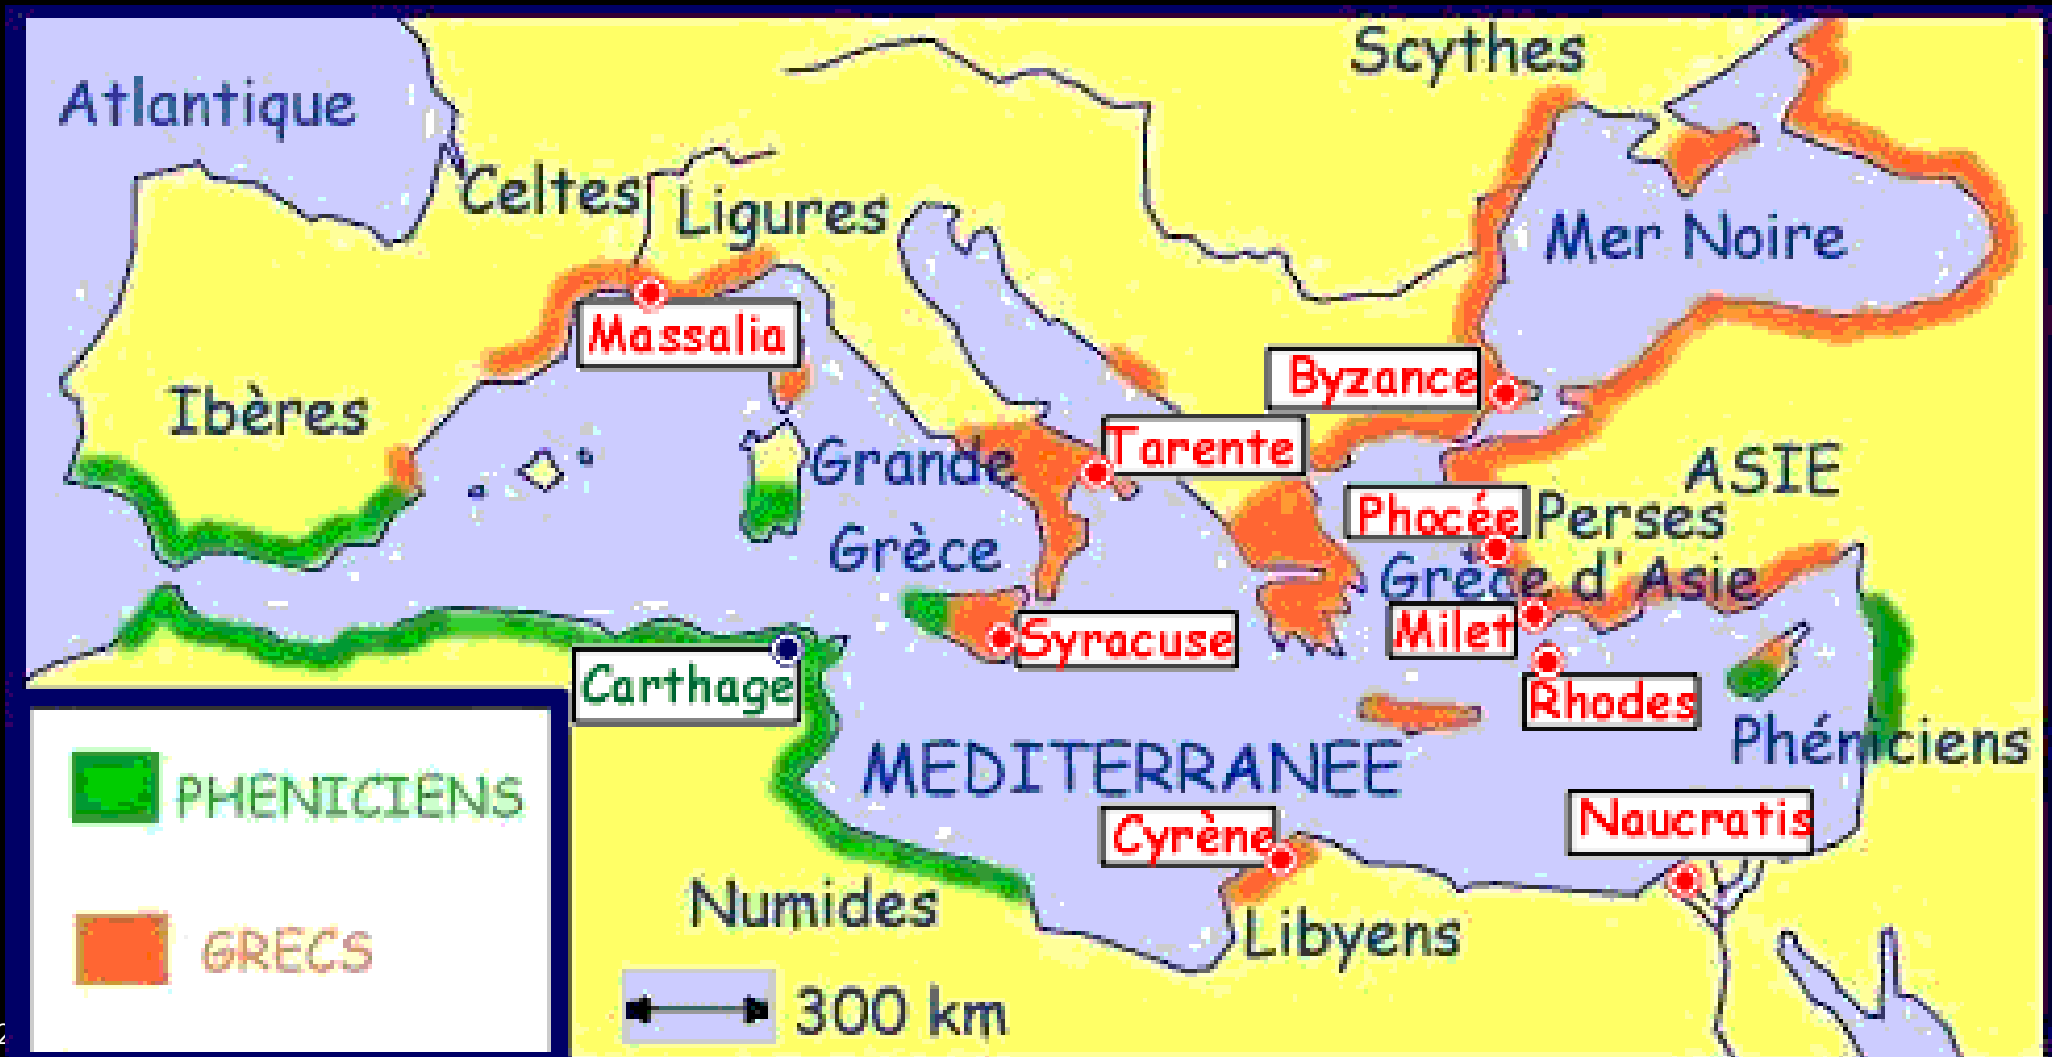 Scythes
Atlantique
Celtes
Ligures
Mer Noire
Massalia
Byzance
Ibères
Tarente
Grande
Grèce
ASIE
Phocée
Perses
Grèce d'Asie
Milet
Syracuse
Carthage
Rhodes
Phéniciens
MEDITERRANEE
PHENICIENS
Cyrène
Naucratis
Numides
Libyens
GRECS
300 km
2